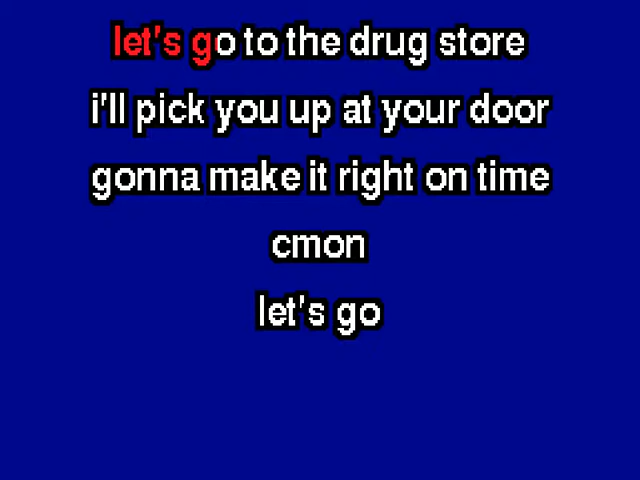 let's go to the drug store
i'll pick you up at your door
gonna make it right on time
cmon
let's go